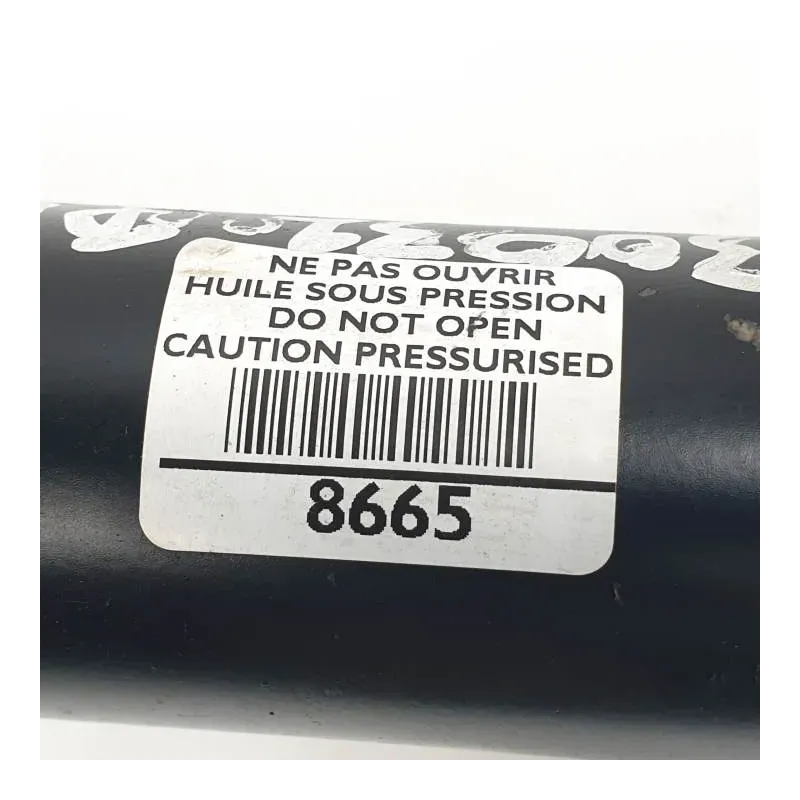 NE PAS OUVRIR
HUILE SOUS PRESSION
DO NOT OPEN
CAUTION PRESSURISED
8665